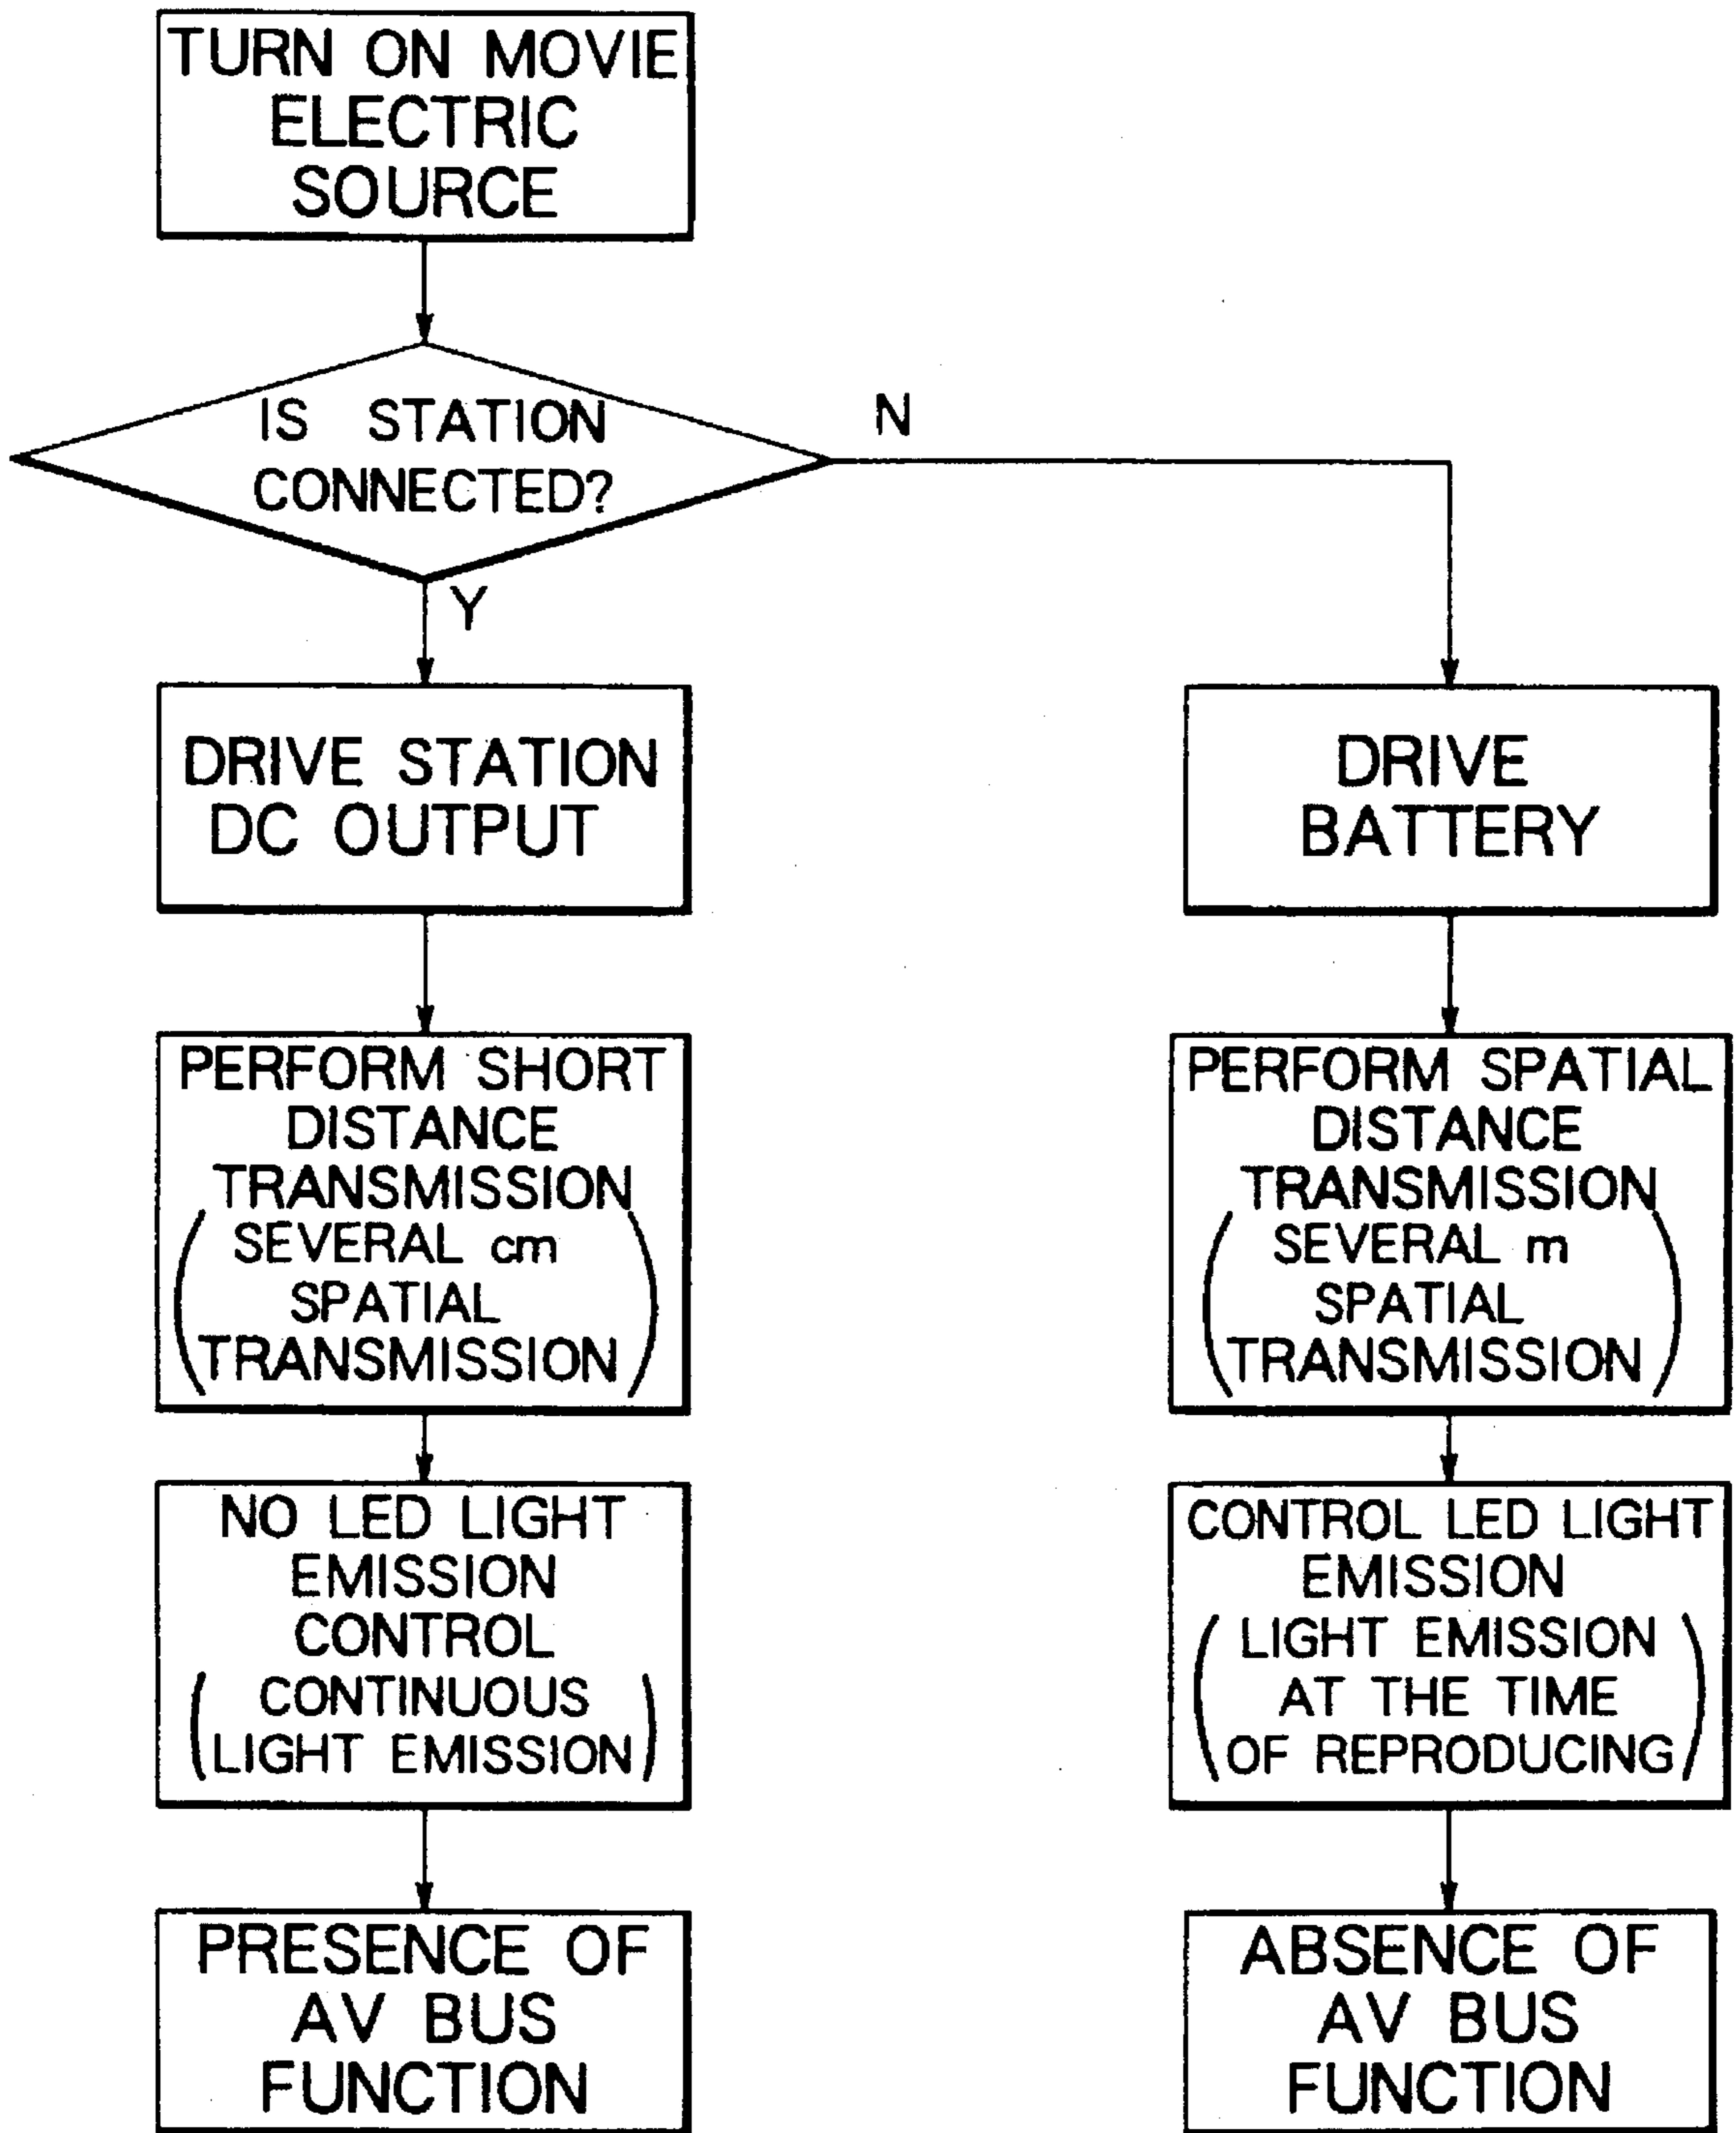 TURN ON MOVIE
ELECTRIC
SOURCE
IS STATION
CONNECTED?
N
Y
DRIVE STATION
DC OUTPUT
PERFORM SHORT
DISTANCE
TRANSMISSION
(SEVERAL cm
SPATIAL
TRANSMISSION)
NO LED LIGHT
EMISSION
CONTROL
(CONTINUOUS
LIGHT EMISSION)
PRESENCE OF
AV BUS
FUNCTION
DRIVE
BATTERY
PERFORM SPATIAL
DISTANCE
TRANSMISSION
(SEVERAL m
SPATIAL
TRANSMISSION)
CONTROL LED LIGHT
EMISSION
(LIGHT EMISSION
AT THE TIME
OF REPRODUCING)
ABSENCE OF
AV BUS
FUNCTION